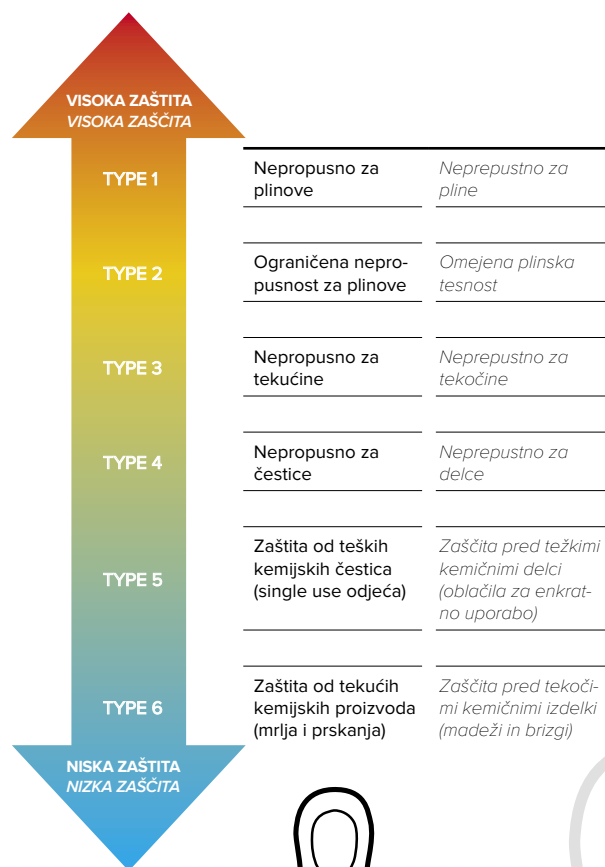 VISOKA ZAŠTITA
VISOKA ZAŠČITA
TYPE 1
Nepropusno za
plinove
Neprepustno za
pline
TYPE 2
Ograničena nepro-
pusnost za plinove
Omejena plinska
tesnost
TYPE 3
Nepropusno za
tekućine
Neprepustno za
tekočine
TYPE 4
Nepropusno za
čestice
Neprepustno za
delce
TYPE 5
Zaštita od teških
kemijskih čestica
(single use odjeća)
Zaščita pred težkimi
kemičnimi delci
(oblačila za enkrat-
no uporabo)
TYPE 6
Zaštita od tekućih
kemijskih proizvoda
(mrlja i prskanja)
Zaščita pred tekoči-
mi kemičnimi izdelki
(madeži in brizgi)
NISKA ZAŠTITA
NIZKA ZAŠČITA